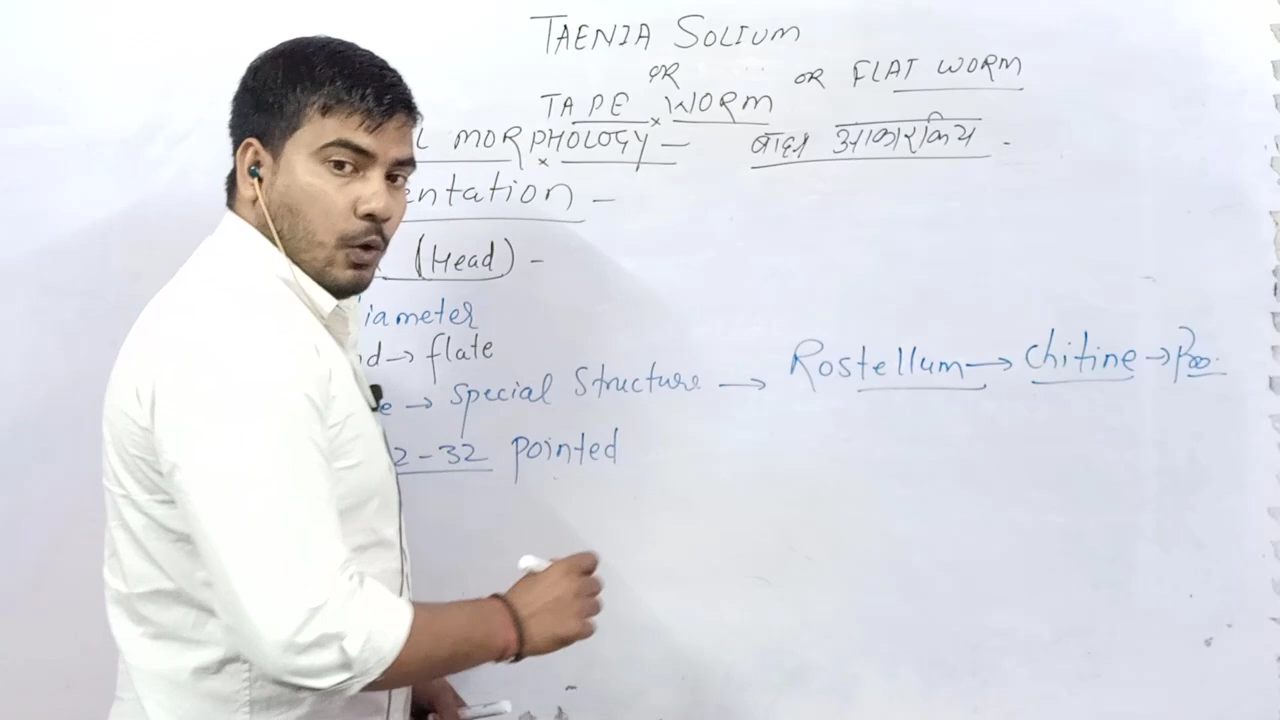 TAENIA SOLIUM
OR OR FLAT WORM
TAPE WORM
L MORPHOLOGY - बाह्य आकारिकिय -
entation -
(Head) -
iameter
d → flate
e → special structure → Rostellum → Chitine → Poo.
2-32 pointed